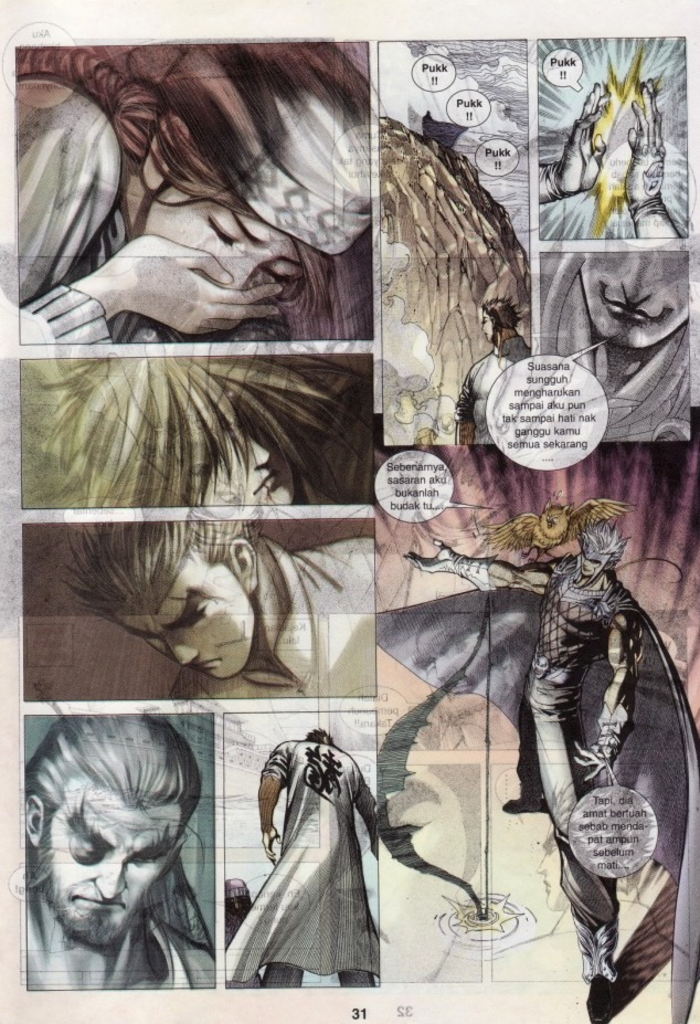 Pukk
!!
Pukk
!!
Pukk
!!
Pukk
!!
Suasana
sungguh
mengharukan
sampai aku pun
tak sampai hati nak
ganggu kamu
semua sekarang
....
Sebenarnya,
sasaran aku
bukanlah
budak tu....
Tapi, dia
amat bertuah
sebab menda-
pat ampun
sebelum
mati....
31